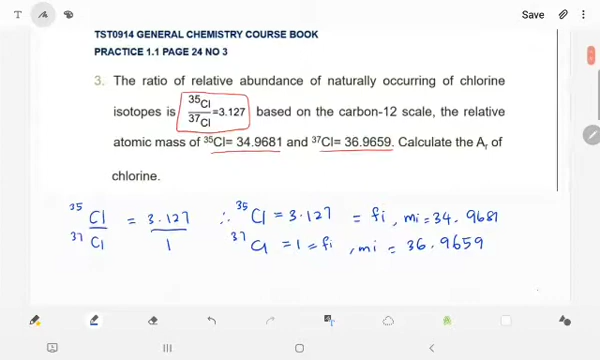 T
Save
TST0914 GENERAL CHEMISTRY COURSE BOOK
PRACTICE 1.1 PAGE 24 NO 3
3. The ratio of relative abundance of naturally occurring of chlorine
isotopes is ³⁵Cl/³⁷Cl =3.127 based on the carbon-12 scale, the relative
atomic mass of ³⁵Cl= 34.9681 and ³⁷Cl= 36.9659. Calculate the Aᵣ of
chlorine.
³⁵Cl/³⁷Cl = 3.127/1 ∴ ³⁵Cl = 3.127 = fi, mi = 34.9681
³⁷Cl = 1 = fi, mi = 36.9659